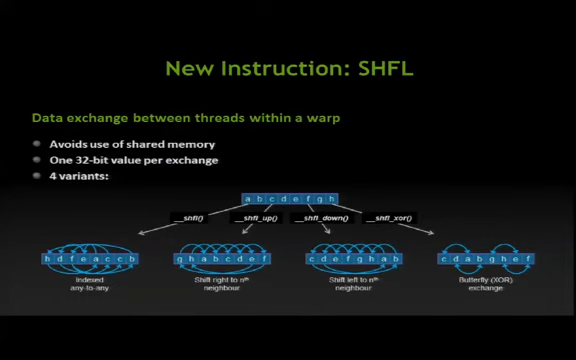 New Instruction: SHFL
Data exchange between threads within a warp
Avoids use of shared memory
One 32-bit value per exchange
4 variants:
a b c d e f g h
__shfl() __shfl_up() __shfl_down() __shfl_xor()
h d f e a c c b g h a b c d e f c d e f g h a b c d a b g h e f
Indexed Shift right to nth Shift left to nth Butterfly (XOR)
any-to-any neighbour neighbour exchange